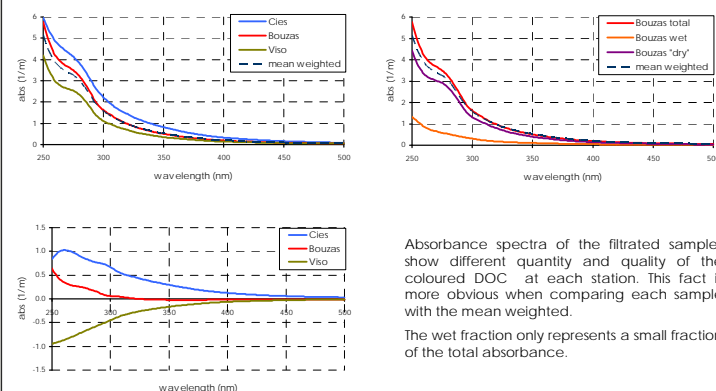 6
5
4
3
2
1
0
250 300 350 400 450 500
abs (1/m)
wavelength (nm)
Cies
Bouzas
Viso
mean weighted
6
5
4
3
2
1
0
250 300 350 400 450 500
abs (1/m)
wavelength (nm)
Bouzas total
Bouzas wet
Bouzas "dry"
mean weighted
1.5
1.0
0.5
0.0
-0.5
-1.0
-1.5
250 300 350 400 450 500
abs (1/m)
wavelength (nm)
Cies
Bouzas
Viso
Absorbance spectra of the filtrated sample
show different quantity and quality of the
coloured DOC at each station. This fact i
more obvious when comparing each sample
with the mean weighted.
The wet fraction only represents a small fraction
of the total absorbance.